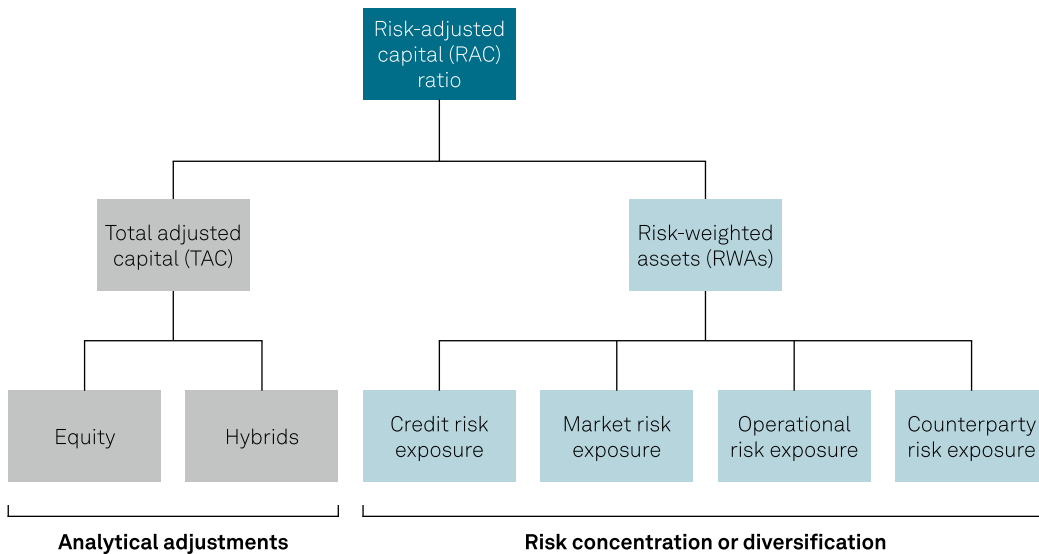 Risk-adjusted
capital (RAC)
ratio
Total adjusted
capital (TAC)
Risk-weighted
assets (RWAs)
Equity
Hybrids
Credit risk
exposure
Market risk
exposure
Operational
risk exposure
Counterparty
risk exposure
Analytical adjustments
Risk concentration or diversification